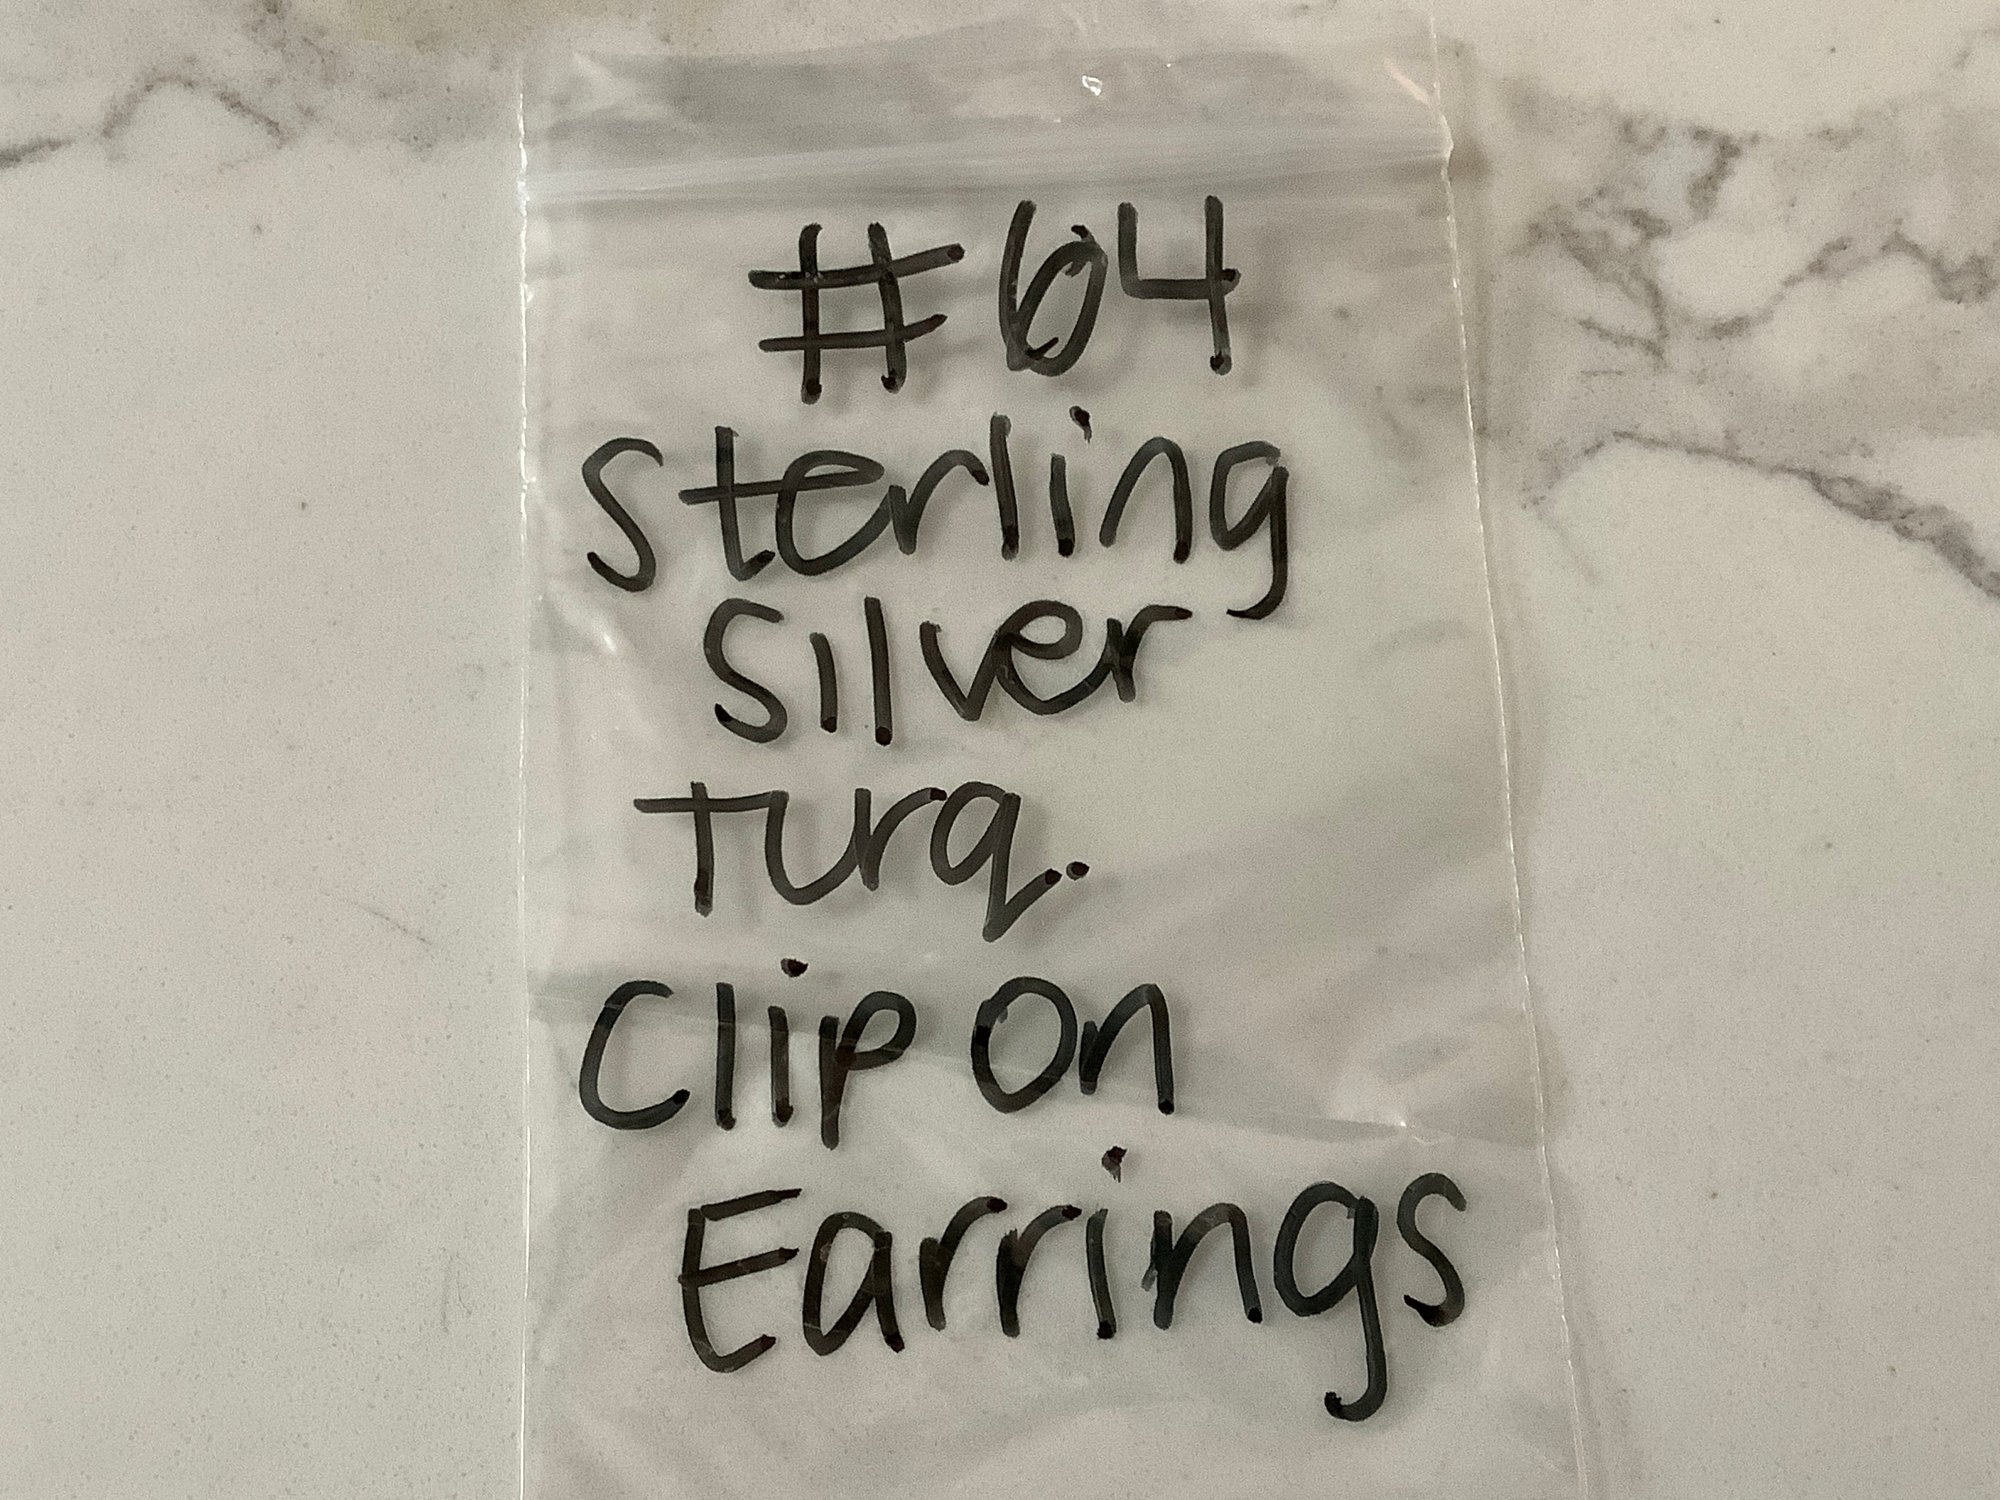 #64
Sterling
Silver
Turq.
Clip On
Earrings